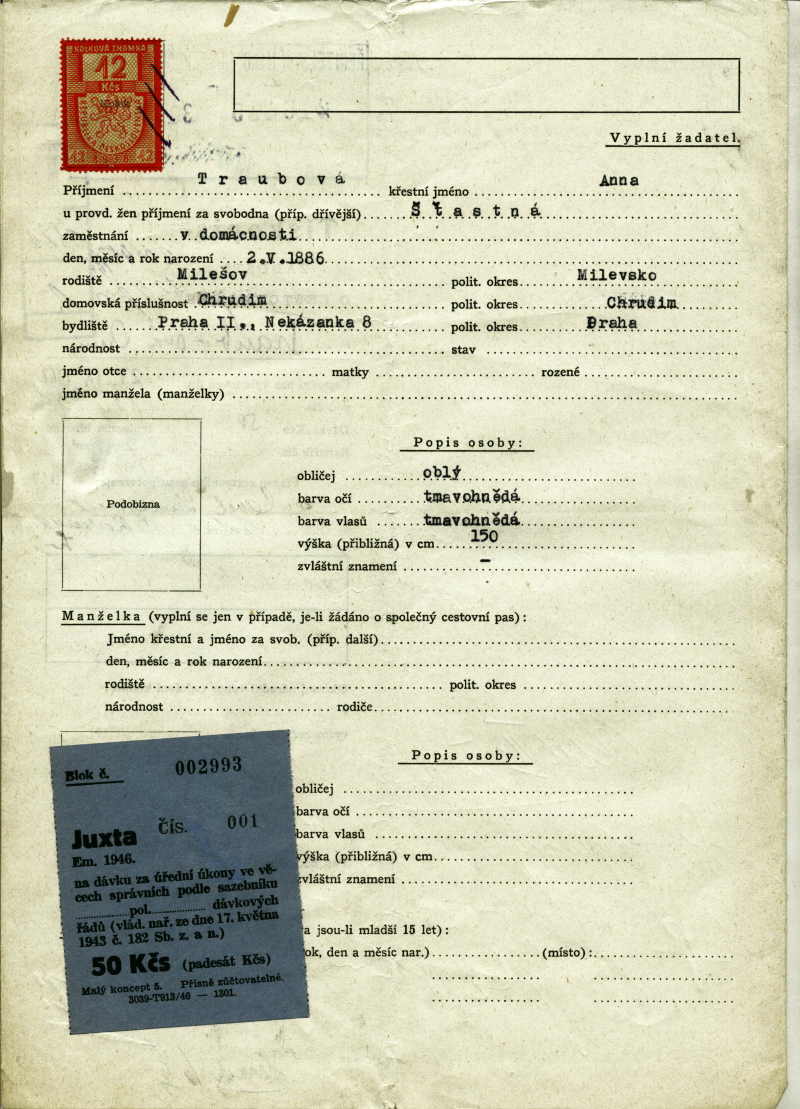 KOLKOVÁ ZNÁMKA
12
Kčs
12 12
Vyplní žadatel.
Příjmení Traubová křestní jméno Anna
u provd. žen příjmení za svobodna (příp. dřívější) Šťastná
zaměstnání v domácnosti
den, měsíc a rok narození 2.V.1886
rodiště Milešov polit. okres Milevsko
domovská příslušnost Chrudim polit. okres Chrudim
bydliště Praha II., Nekázanka 8 polit. okres Praha
národnost stav
jméno otce matky rozené
jméno manžela (manželky)
Podobizna
Popis osoby:
obličej oblý
barva očí tmavohnědá
barva vlasů tmavohnědá
výška (přibližná) v cm 150
zvláštní znamení –
Manželka (vyplní se jen v případě, je-li žádáno o společný cestovní pas):
Jméno křestní a jméno za svob. (příp. další)
den, měsíc a rok narození
rodiště polit. okres
národnost rodiče
Popis osoby:
obličej
barva očí
barva vlasů
výška (přibližná) v cm
zvláštní znamení
a jsou-li mladší 15 let):
ok, den a měsíc nar.) (místo):
Blok č. 002993
Juxta čís. 001
Em. 1946.
na dávku za úřední úkony ve vě-
cech správních podle sazebníku
pol. dávkových
řádů (vlád. nař. ze dne 17. května
1943 č. 182 Sb. z. a n.)
50 Kčs (padesát Kčs)
Malý koncept 5. Přísně zúčtovatelné.
3039-T913/46 — 1301.